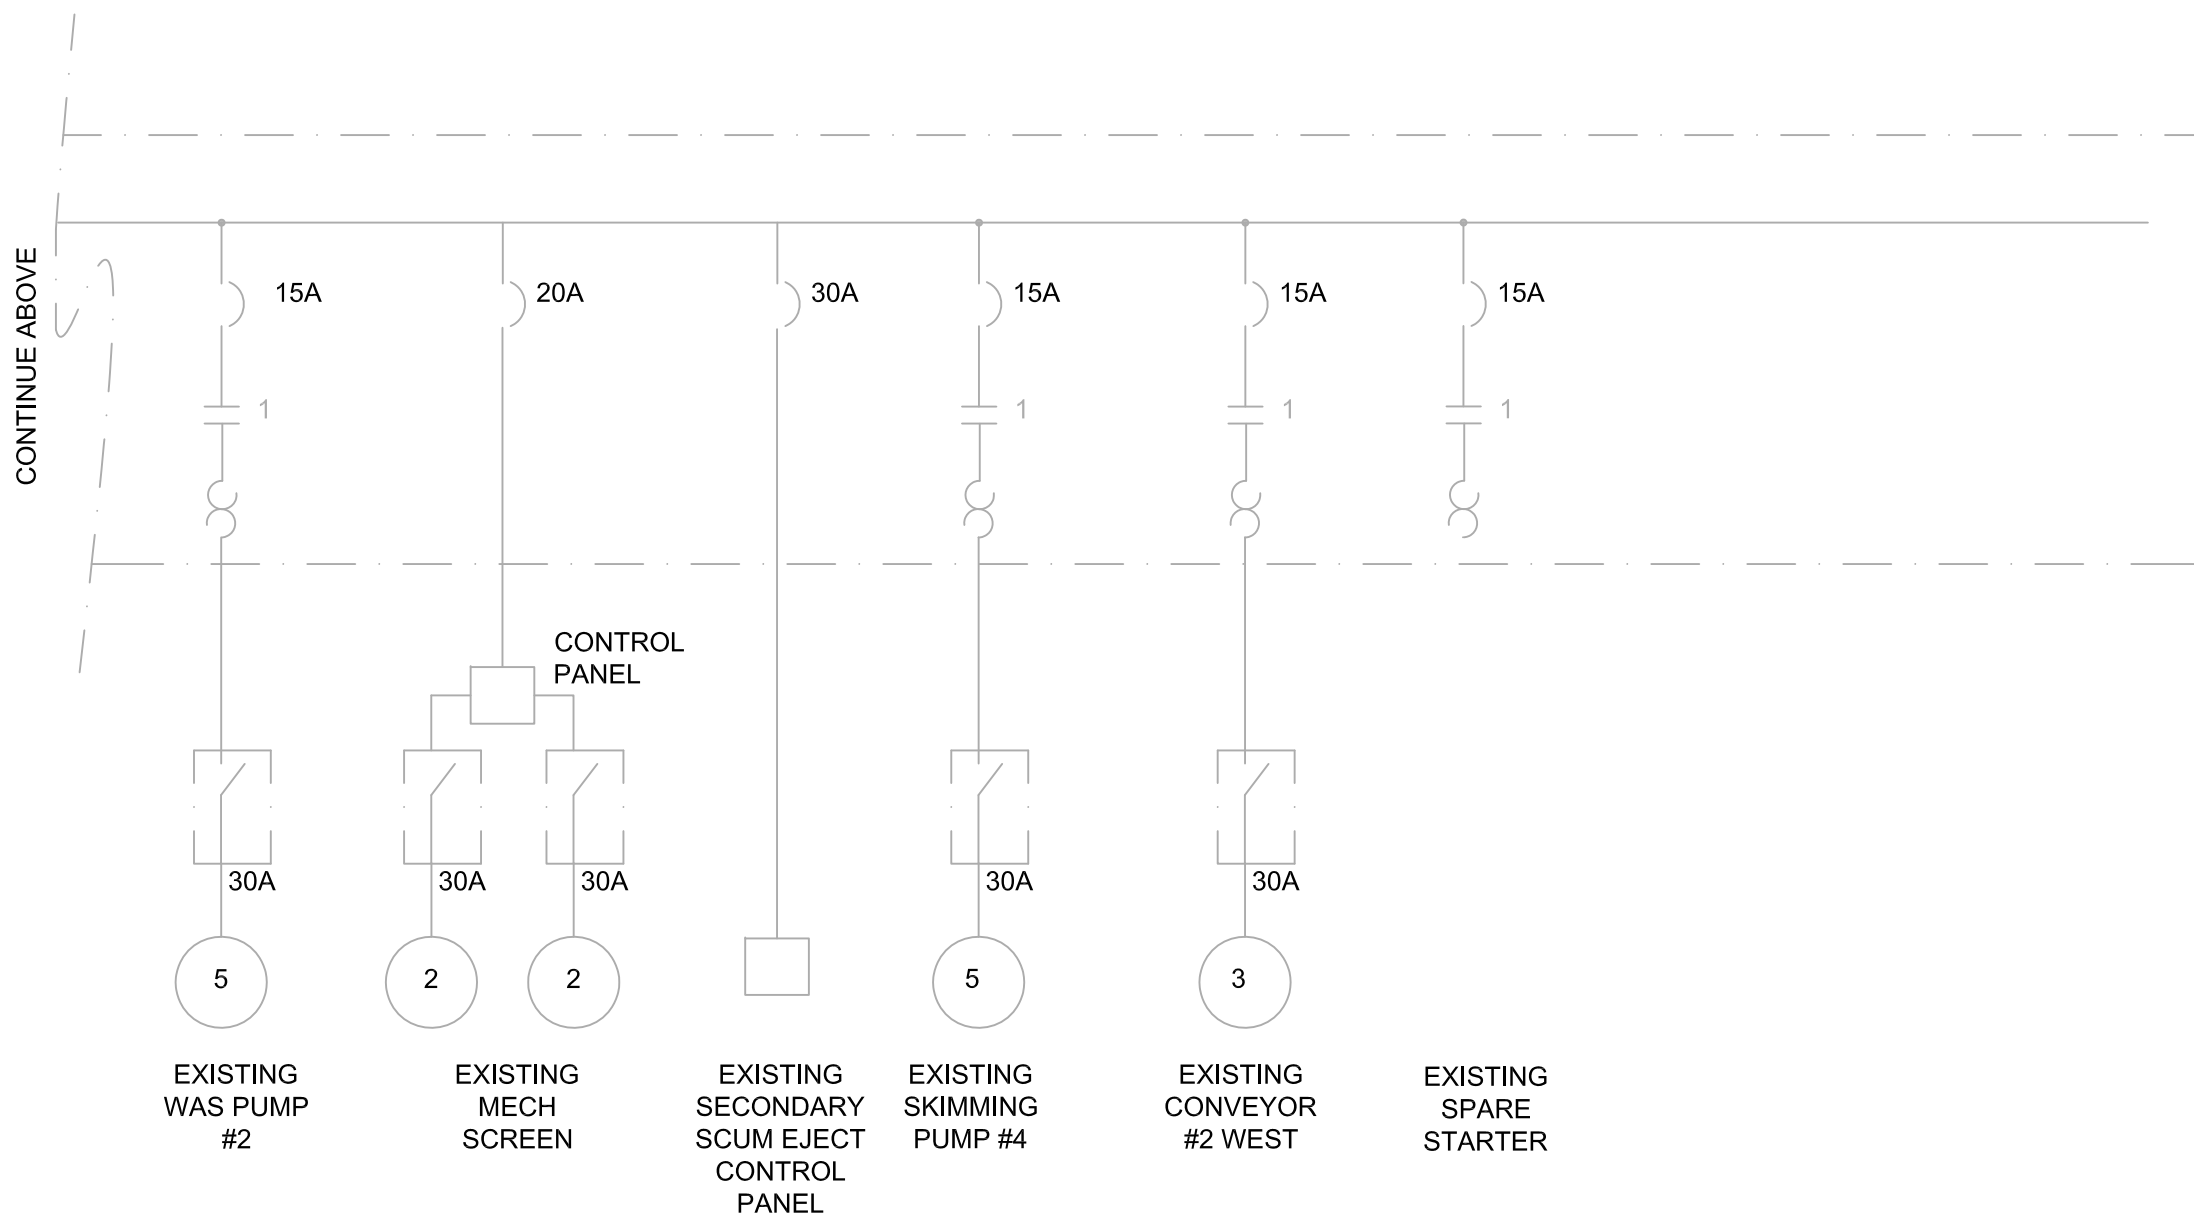 CONTINUE ABOVE
15A
20A
30A
15A
15A
15A
1
1
1
1
CONTROL
PANEL
30A
30A
30A
30A
30A
5
2
2
5
3
EXISTING
WAS PUMP
#2
EXISTING
MECH
SCREEN
EXISTING
SECONDARY
SCUM EJECT
CONTROL
PANEL
EXISTING
SKIMMING
PUMP #4
EXISTING
CONVEYOR
#2 WEST
EXISTING
SPARE
STARTER